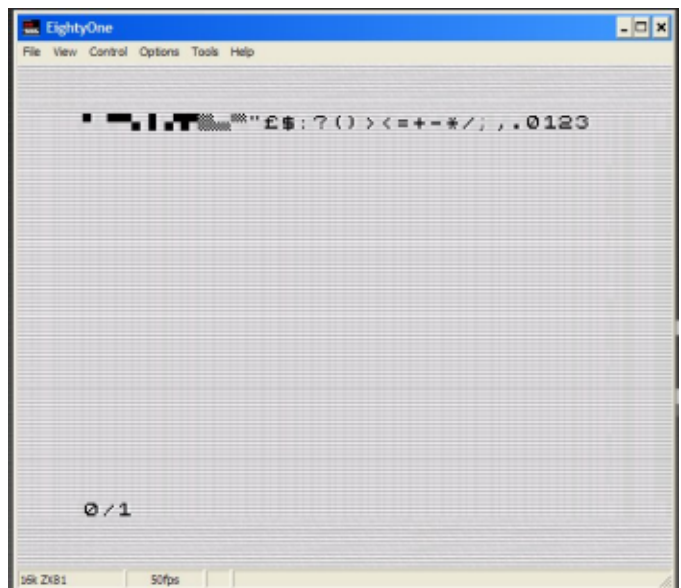 EightyOne
File View Control Options Tools Help
"£$:?()><=+-*/;,.0123
0/1
16k ZX81 50fps